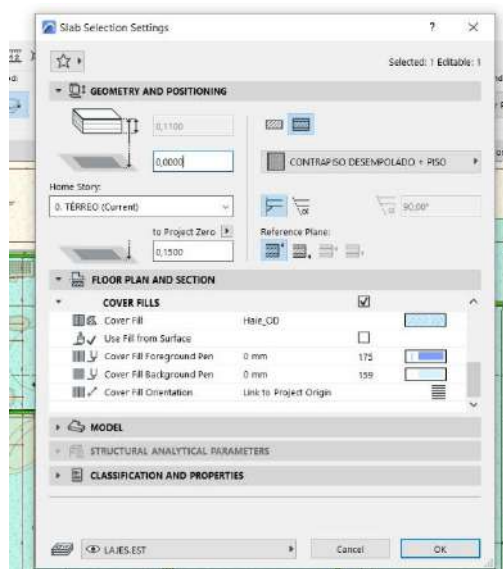 Slab Selection Settings
? ×
Selected: 1 Editable: 1
GEOMETRY AND POSITIONING
0,1100
0,0000
CONTRAPISO DESEMPOLADO + PISO
Home Story:
0. TÉRREO (Current)
90,00°
to Project Zero
Reference Plane:
0,1500
FLOOR PLAN AND SECTION
COVER FILLS
Cover Fill Hale_OD
Use Fill from Surface
Cover Fill Foreground Pen 0 mm 175
Cover Fill Background Pen 0 mm 159
Cover Fill Orientation Link to Project Origin
MODEL
STRUCTURAL ANALYTICAL PARAMETERS
CLASSIFICATION AND PROPERTIES
LAJES.EST Cancel OK